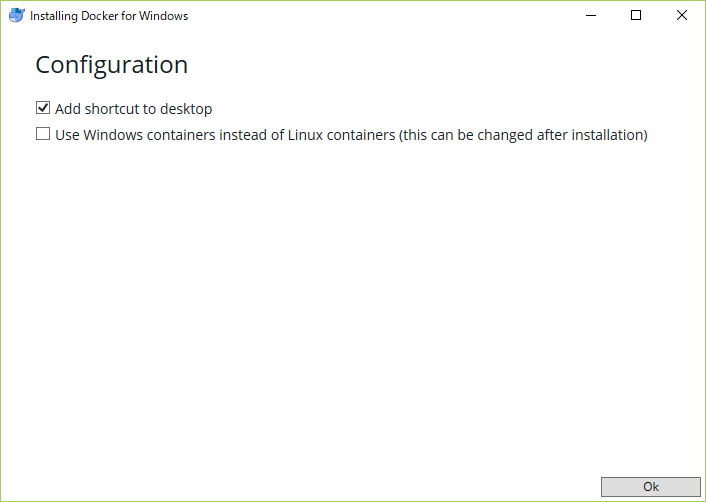 Installing Docker for Windows
Configuration
Add shortcut to desktop
Use Windows containers instead of Linux containers (this can be changed after installation)
Ok